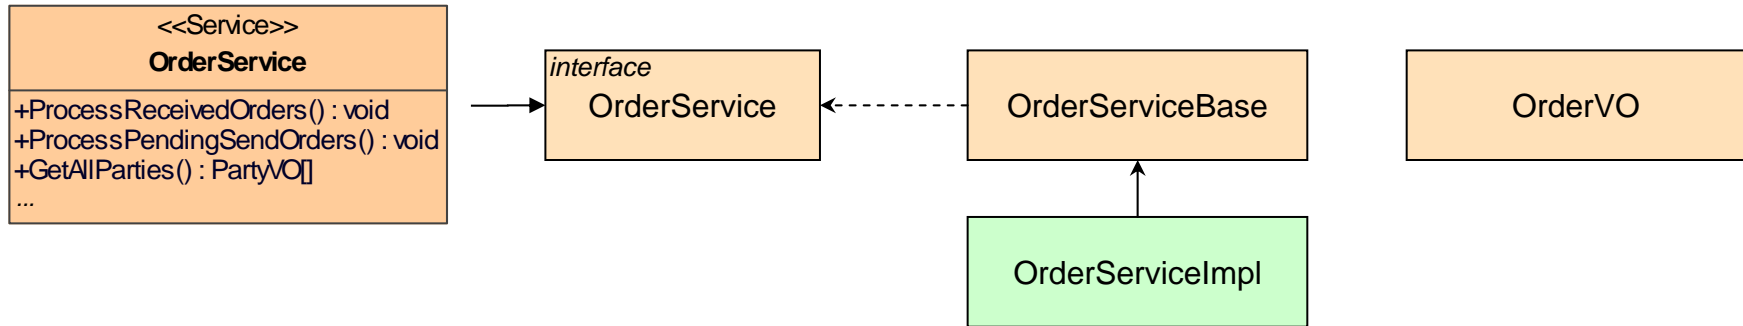 <<Service>>
OrderService
+ProcessReceivedOrders() : void
+ProcessPendingSendOrders() : void
+GetAllParties() : PartyVO[]
...
interface
OrderService
OrderServiceBase
OrderServiceImpl
OrderVO